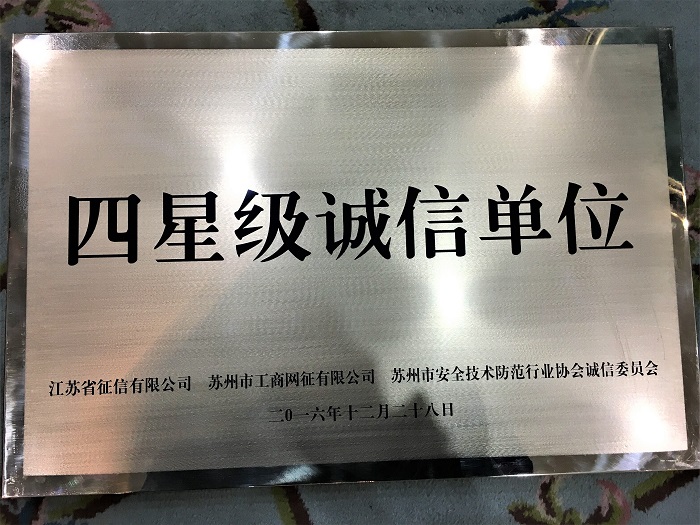 四星级诚信单位
江苏省征信有限公司 苏州市工商网征有限公司 苏州市安全技术防范行业协会诚信委员会
二0一六年十二月二十八日